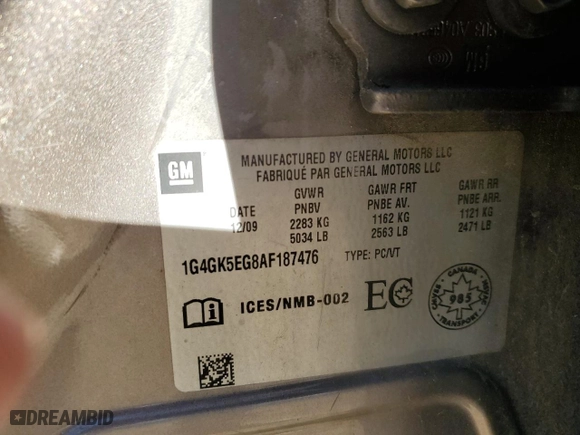 GM
MANUFACTURED BY GENERAL MOTORS LLC
FABRIQUÉ PAR GENERAL MOTORS LLC
GVWR GAWR FRT GAWR RR
DATE PNBV PNBE AV. PNBE ARR.
12/09 2283 KG 1162 KG 1121 KG
5034 LB 2563 LB 2471 LB
1G4GK5EG8AF187476 TYPE: PC/VT
i ICES/NMB-002 EC
CANADA
985
TRANSPORT
DREAMBID